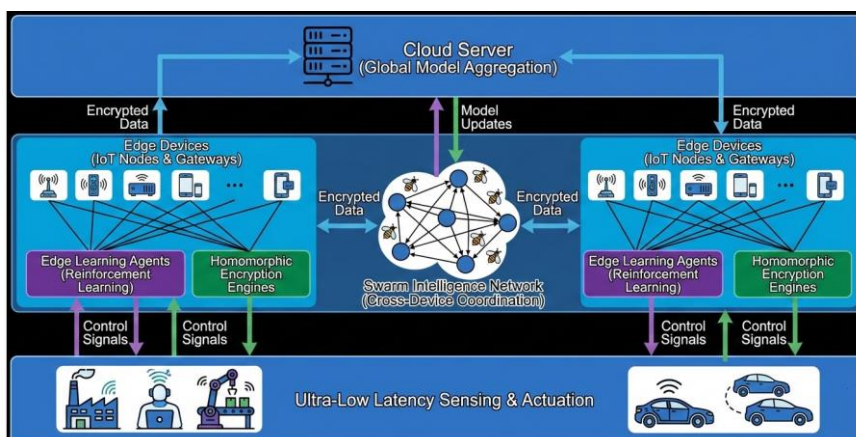 Cloud Server
(Global Model Aggregation)
Encrypted
Data
Model
Updates
Encrypted
Data
Edge Devices
(IoT Nodes & Gateways)
...
Edge Learning Agents
(Reinforcement
Learning)
Homomorphic
Encryption
Engines
Encrypted
Data
Swarm Intelligence Network
(Cross-Device Coordination)
Encrypted
Data
Edge Devices
(IoT Nodes & Gateways)
...
Edge Learning Agents
(Reinforcement
Learning)
Homomorphic
Encryption
Engines
Control
Signals
Control
Signals
Control
Signals
Control
Signals
Ultra-Low Latency Sensing & Actuation